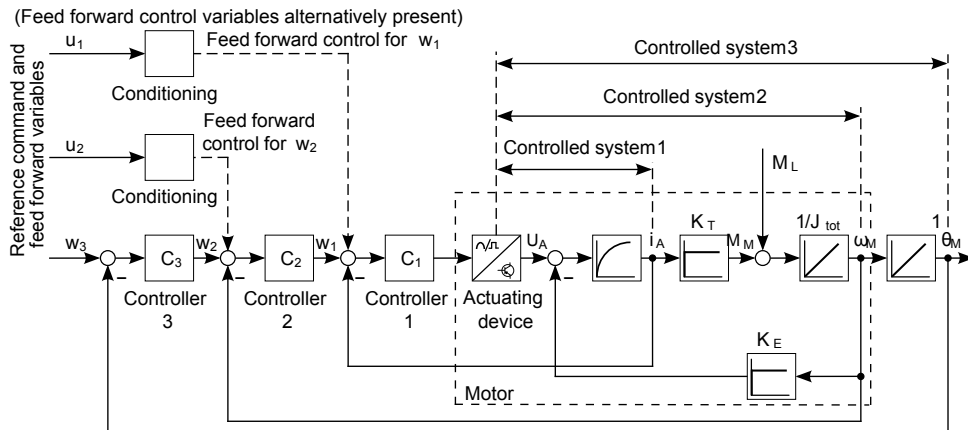 (Feed forward control variables alternatively present)
u1
Feed forward control for w1
Conditioning
Reference command and
feed forward variables
u2
Feed forward
control for w2
Conditioning
Controlled system3
Controlled system2
Controlled system1
ML
w3
C3
w2
C2
w1
C1
UA
iA
KT
MM
1/Jtot
ωM
1
θM
Controller
3
Controller
2
Controller
1
Actuating
device
KE
Motor